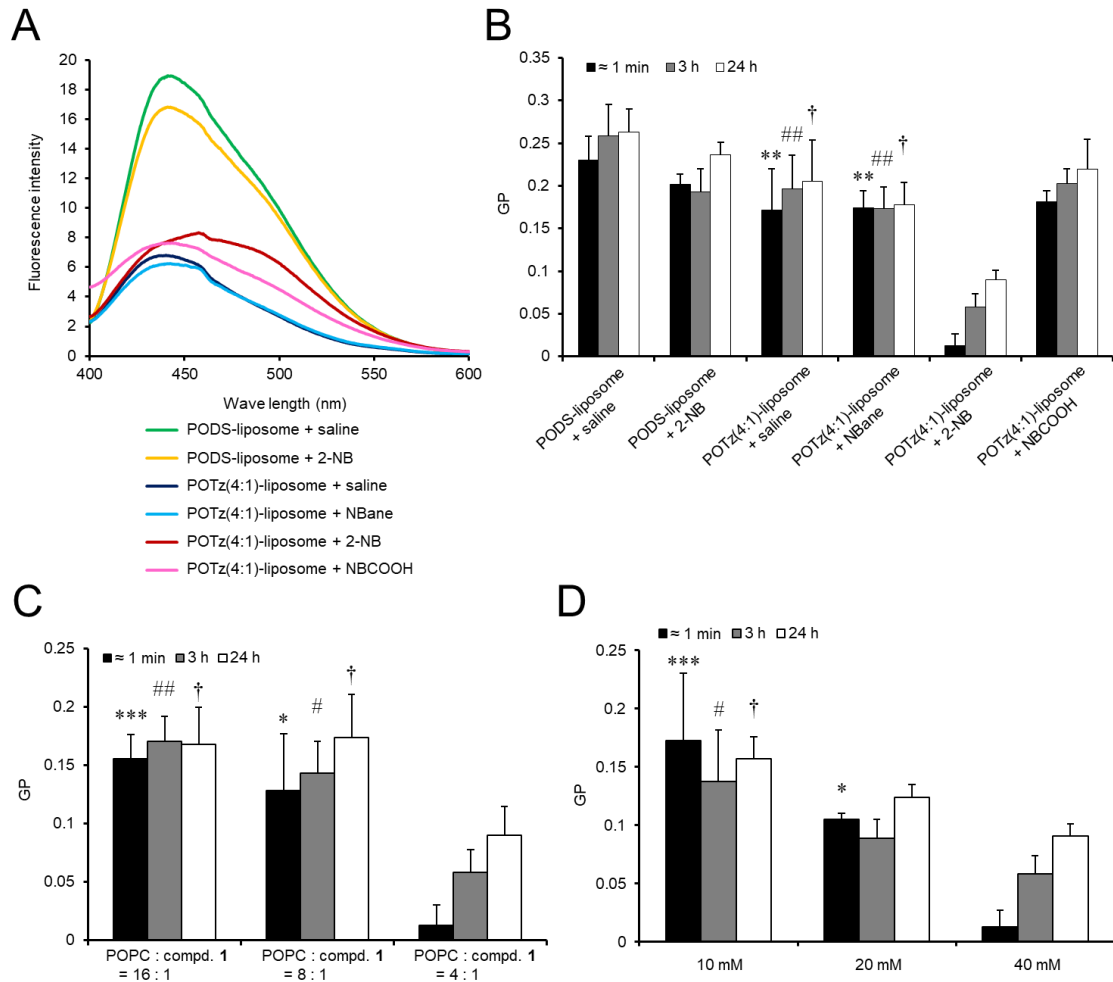 A
20
18
16
14
12
10
8
6
4
2
0
Fluorescence intensity
400
450
500
550
600
Wave length (nm)
PODS-liposome + saline
PODS-liposome + 2-NB
POTz(4:1)-liposome + saline
POTz(4:1)-liposome + NBane
POTz(4:1)-liposome + 2-NB
POTz(4:1)-liposome + NBCOOH
B
0.35
0.3
0.25
0.2
0.15
0.1
0.05
0
GP
≈ 1 min
3 h
24 h
**
##
†
**
##
†
PODS-liposome
+ saline
PODS-liposome
+ 2-NB
POTz(4:1)-liposome
+ saline
POTz(4:1)-liposome
+ NBane
POTz(4:1)-liposome
+ 2-NB
POTz(4:1)-liposome
+ NBCOOH
C
0.25
0.2
0.15
0.1
0.05
0
GP
≈ 1 min
3 h
24 h
***
##
†
*
#
†
POPC : compd. 1
= 16 : 1
POPC : compd. 1
= 8 : 1
POPC : compd. 1
= 4 : 1
D
0.25
0.2
0.15
0.1
0.05
0
GP
≈ 1 min
3 h
24 h
***
#
†
*
10 mM
20 mM
40 mM